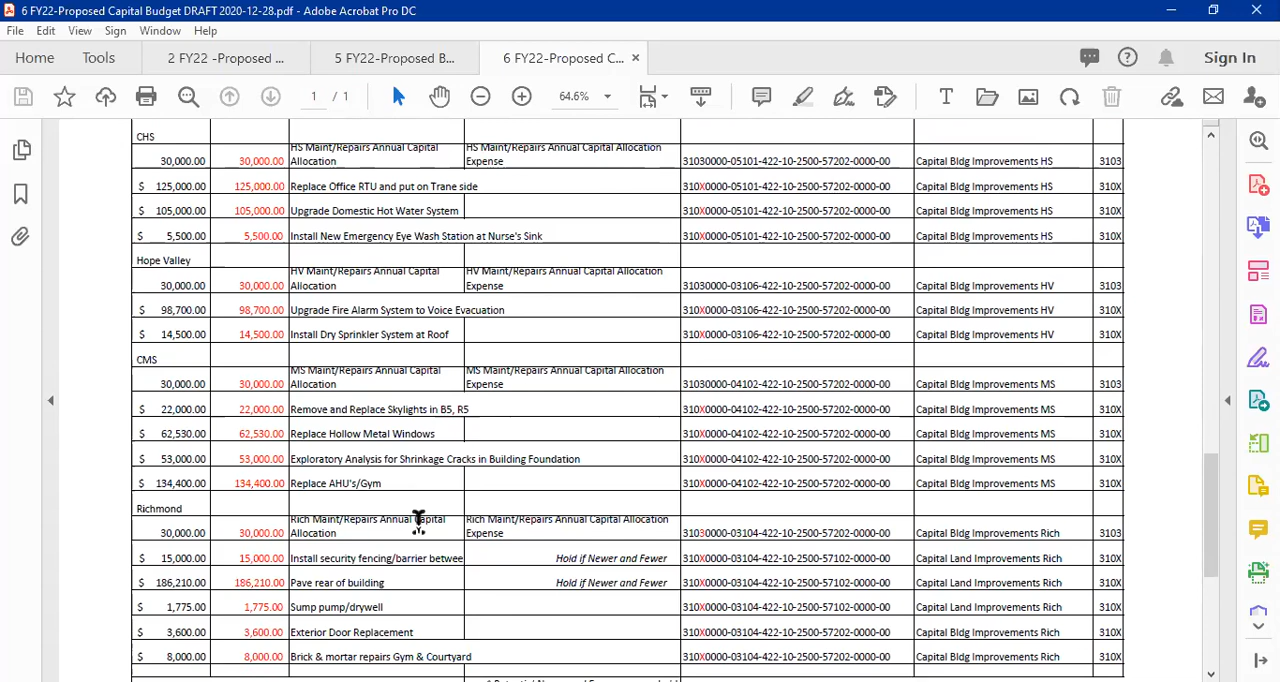 6 FY22-Proposed Capital Budget DRAFT 2020-12-28.pdf - Adobe Acrobat Pro DC
File Edit View Sign Window Help
Home Tools 2 FY22 -Proposed ... 5 FY22-Proposed B... 6 FY22-Proposed C... × Sign In
1 / 1 64.6%
CHS
30,000.00 30,000.00 HS Maint/Repairs Annual Capital Allocation HS Maint/Repairs Annual Capital Allocation Expense 31030000-05101-422-10-2500-57202-0000-00 Capital Bldg Improvements HS 3103
$ 125,000.00 125,000.00 Replace Office RTU and put on Trane side 310X0000-05101-422-10-2500-57202-0000-00 Capital Bldg Improvements HS 310X
$ 105,000.00 105,000.00 Upgrade Domestic Hot Water System 310X0000-05101-422-10-2500-57202-0000-00 Capital Bldg Improvements HS 310X
$ 5,500.00 5,500.00 Install New Emergency Eye Wash Station at Nurse's Sink 310X0000-05101-422-10-2500-57202-0000-00 Capital Bldg Improvements HS 310X
Hope Valley
30,000.00 30,000.00 HV Maint/Repairs Annual Capital Allocation HV Maint/Repairs Annual Capital Allocation Expense 31030000-03106-422-10-2500-57202-0000-00 Capital Bldg Improvements HV 3103
$ 98,700.00 98,700.00 Upgrade Fire Alarm System to Voice Evacuation 310X0000-03106-422-10-2500-57202-0000-00 Capital Bldg Improvements HV 310X
$ 14,500.00 14,500.00 Install Dry Sprinkler System at Roof 310X0000-03106-422-10-2500-57202-0000-00 Capital Bldg Improvements HV 310X
CMS
30,000.00 30,000.00 MS Maint/Repairs Annual Capital Allocation MS Maint/Repairs Annual Capital Allocation Expense 31030000-04102-422-10-2500-57202-0000-00 Capital Bldg Improvements MS 3103
$ 22,000.00 22,000.00 Remove and Replace Skylights in B5, R5 310X0000-04102-422-10-2500-57202-0000-00 Capital Bldg Improvements MS 310X
$ 62,530.00 62,530.00 Replace Hollow Metal Windows 310X0000-04102-422-10-2500-57202-0000-00 Capital Bldg Improvements MS 310X
$ 53,000.00 53,000.00 Exploratory Analysis for Shrinkage Cracks in Building Foundation 310X0000-04102-422-10-2500-57202-0000-00 Capital Bldg Improvements MS 310X
$ 134,400.00 134,400.00 Replace AHU's/Gym 310X0000-04102-422-10-2500-57202-0000-00 Capital Bldg Improvements MS 310X
Richmond
30,000.00 30,000.00 Rich Maint/Repairs Annual Capital Allocation Rich Maint/Repairs Annual Capital Allocation Expense 31030000-03104-422-10-2500-57202-0000-00 Capital Bldg Improvements Rich 3103
$ 15,000.00 15,000.00 Install security fencing/barrier betwee Hold if Newer and Fewer 310X0000-03104-422-10-2500-57102-0000-00 Capital Land Improvements Rich 310X
$ 186,210.00 186,210.00 Pave rear of building Hold if Newer and Fewer 310X0000-03104-422-10-2500-57102-0000-00 Capital Land Improvements Rich 310X
$ 1,775.00 1,775.00 Sump pump/drywell 310X0000-03104-422-10-2500-57102-0000-00 Capital Land Improvements Rich 310X
$ 3,600.00 3,600.00 Exterior Door Replacement 310X0000-03104-422-10-2500-57202-0000-00 Capital Bldg Improvements Rich 310X
$ 8,000.00 8,000.00 Brick & mortar repairs Gym & Courtyard 310X0000-03104-422-10-2500-57202-0000-00 Capital Bldg Improvements Rich 310X